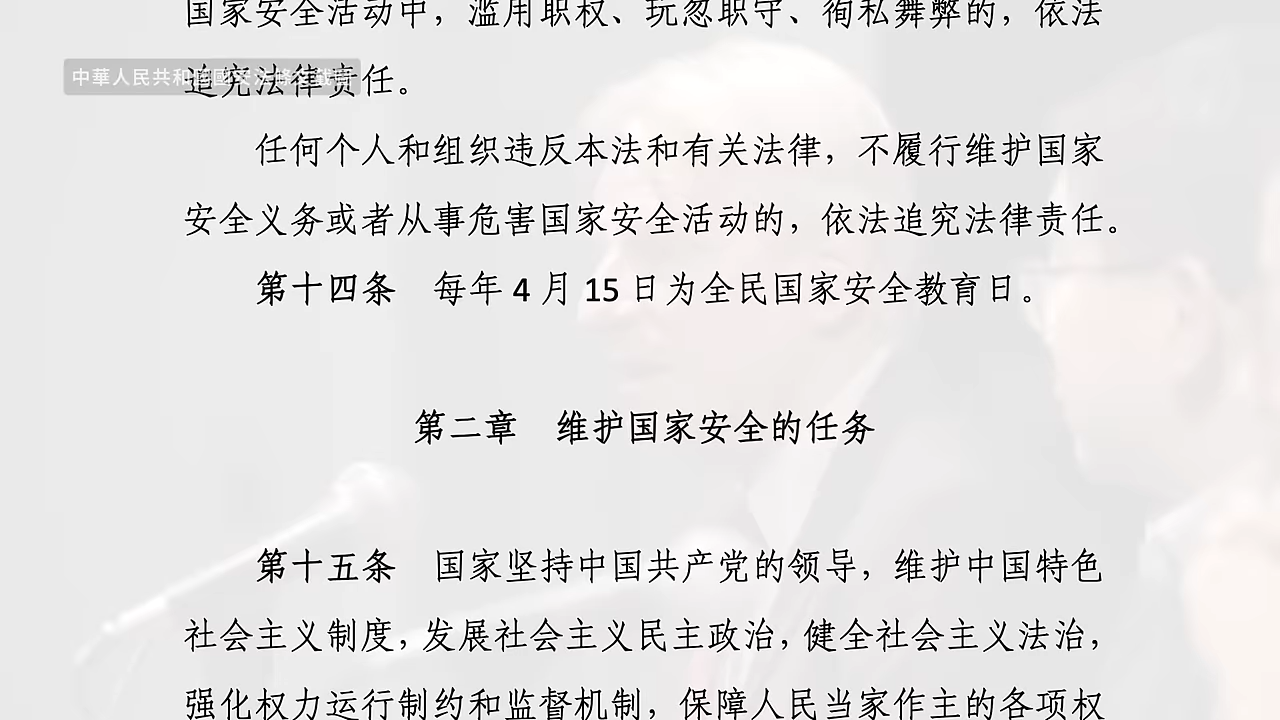 国家安全活动中，滥用职权、玩忽职守、徇私舞弊的，依法
中華人民共和
追究法律责任。
任何个人和组织违反本法和有关法律，不履行维护国家
安全义务或者从事危害国家安全活动的，依法追究法律责任。
第十四条　每年 4 月 15 日为全民国家安全教育日。
第二章　维护国家安全的任务
第十五条　国家坚持中国共产党的领导，维护中国特色
社会主义制度，发展社会主义民主政治，健全社会主义法治，
强化权力运行制约和监督机制，保障人民当家作主的各项权